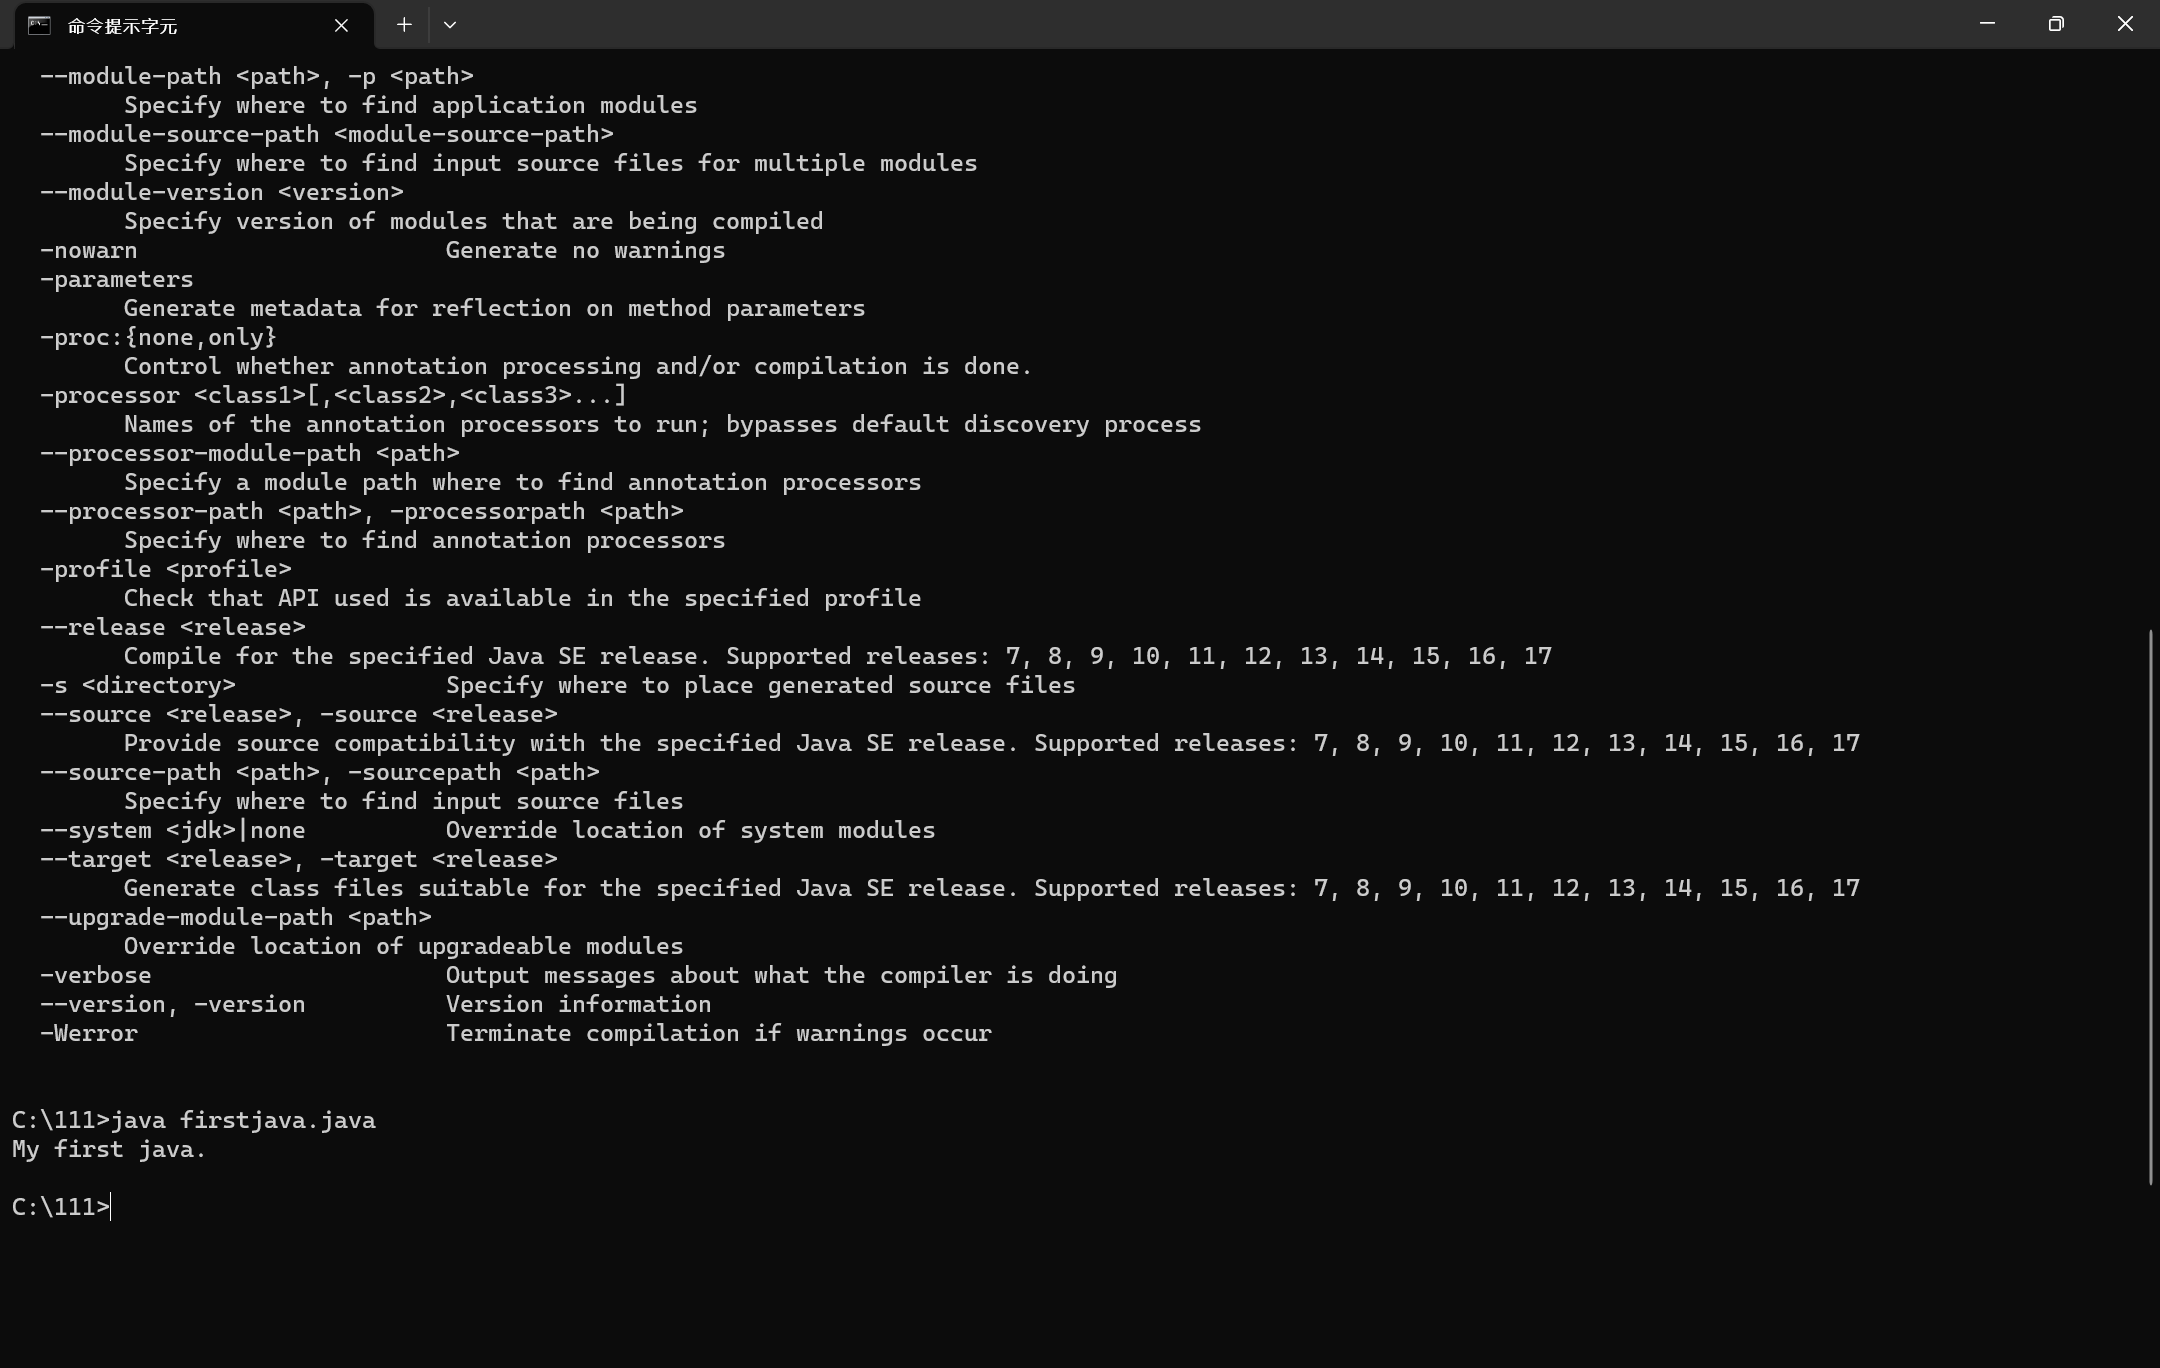 命令提示字元
--module-path <path>, -p <path>
Specify where to find application modules
--module-source-path <module-source-path>
Specify where to find input source files for multiple modules
--module-version <version>
Specify version of modules that are being compiled
-nowarn                      Generate no warnings
-parameters
Generate metadata for reflection on method parameters
-proc:{none,only}
Control whether annotation processing and/or compilation is done.
-processor <class1>[,<class2>,<class3>...]
Names of the annotation processors to run; bypasses default discovery process
--processor-module-path <path>
Specify a module path where to find annotation processors
--processor-path <path>, -processorpath <path>
Specify where to find annotation processors
-profile <profile>
Check that API used is available in the specified profile
--release <release>
Compile for the specified Java SE release. Supported releases: 7, 8, 9, 10, 11, 12, 13, 14, 15, 16, 17
-s <directory>               Specify where to place generated source files
--source <release>, -source <release>
Provide source compatibility with the specified Java SE release. Supported releases: 7, 8, 9, 10, 11, 12, 13, 14, 15, 16, 17
--source-path <path>, -sourcepath <path>
Specify where to find input source files
--system <jdk>|none          Override location of system modules
--target <release>, -target <release>
Generate class files suitable for the specified Java SE release. Supported releases: 7, 8, 9, 10, 11, 12, 13, 14, 15, 16, 17
--upgrade-module-path <path>
Override location of upgradeable modules
-verbose                     Output messages about what the compiler is doing
--version, -version          Version information
-Werror                      Terminate compilation if warnings occur
C:\111>java firstjava.java
My first java.
C:\111>